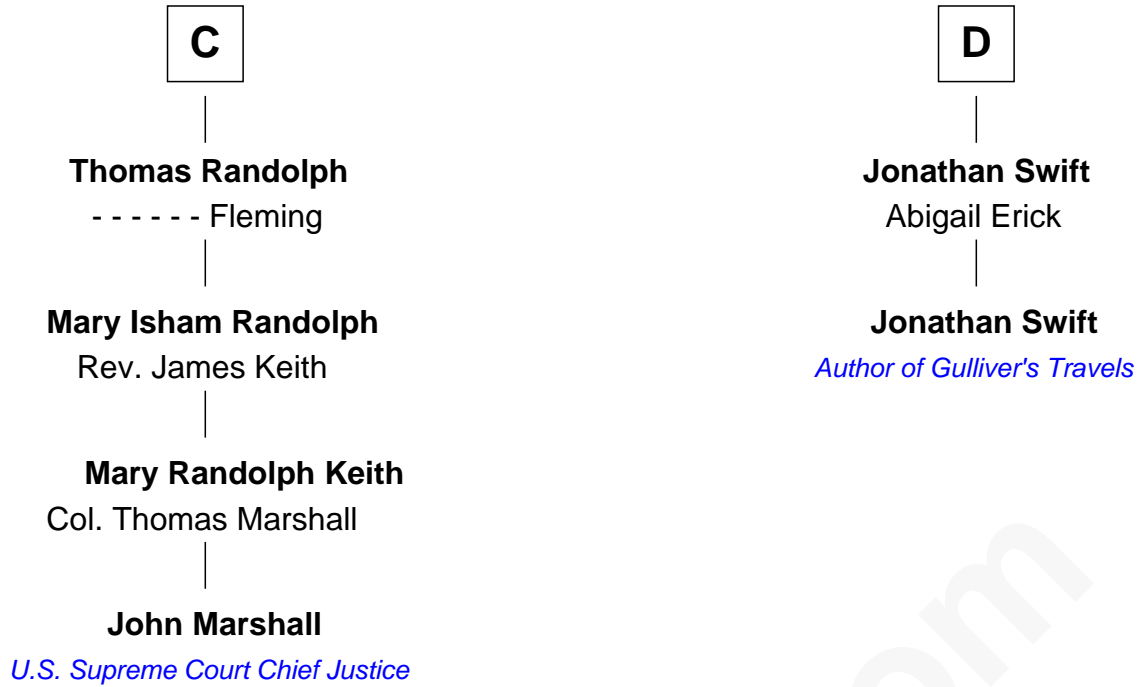 C
Thomas Randolph
- - - - - - Fleming
Mary Isham Randolph
Rev. James Keith
Mary Randolph Keith
Col. Thomas Marshall
John Marshall
U.S. Supreme Court Chief Justice
D
Jonathan Swift
Abigail Erick
Jonathan Swift
Author of Gulliver's Travels
om